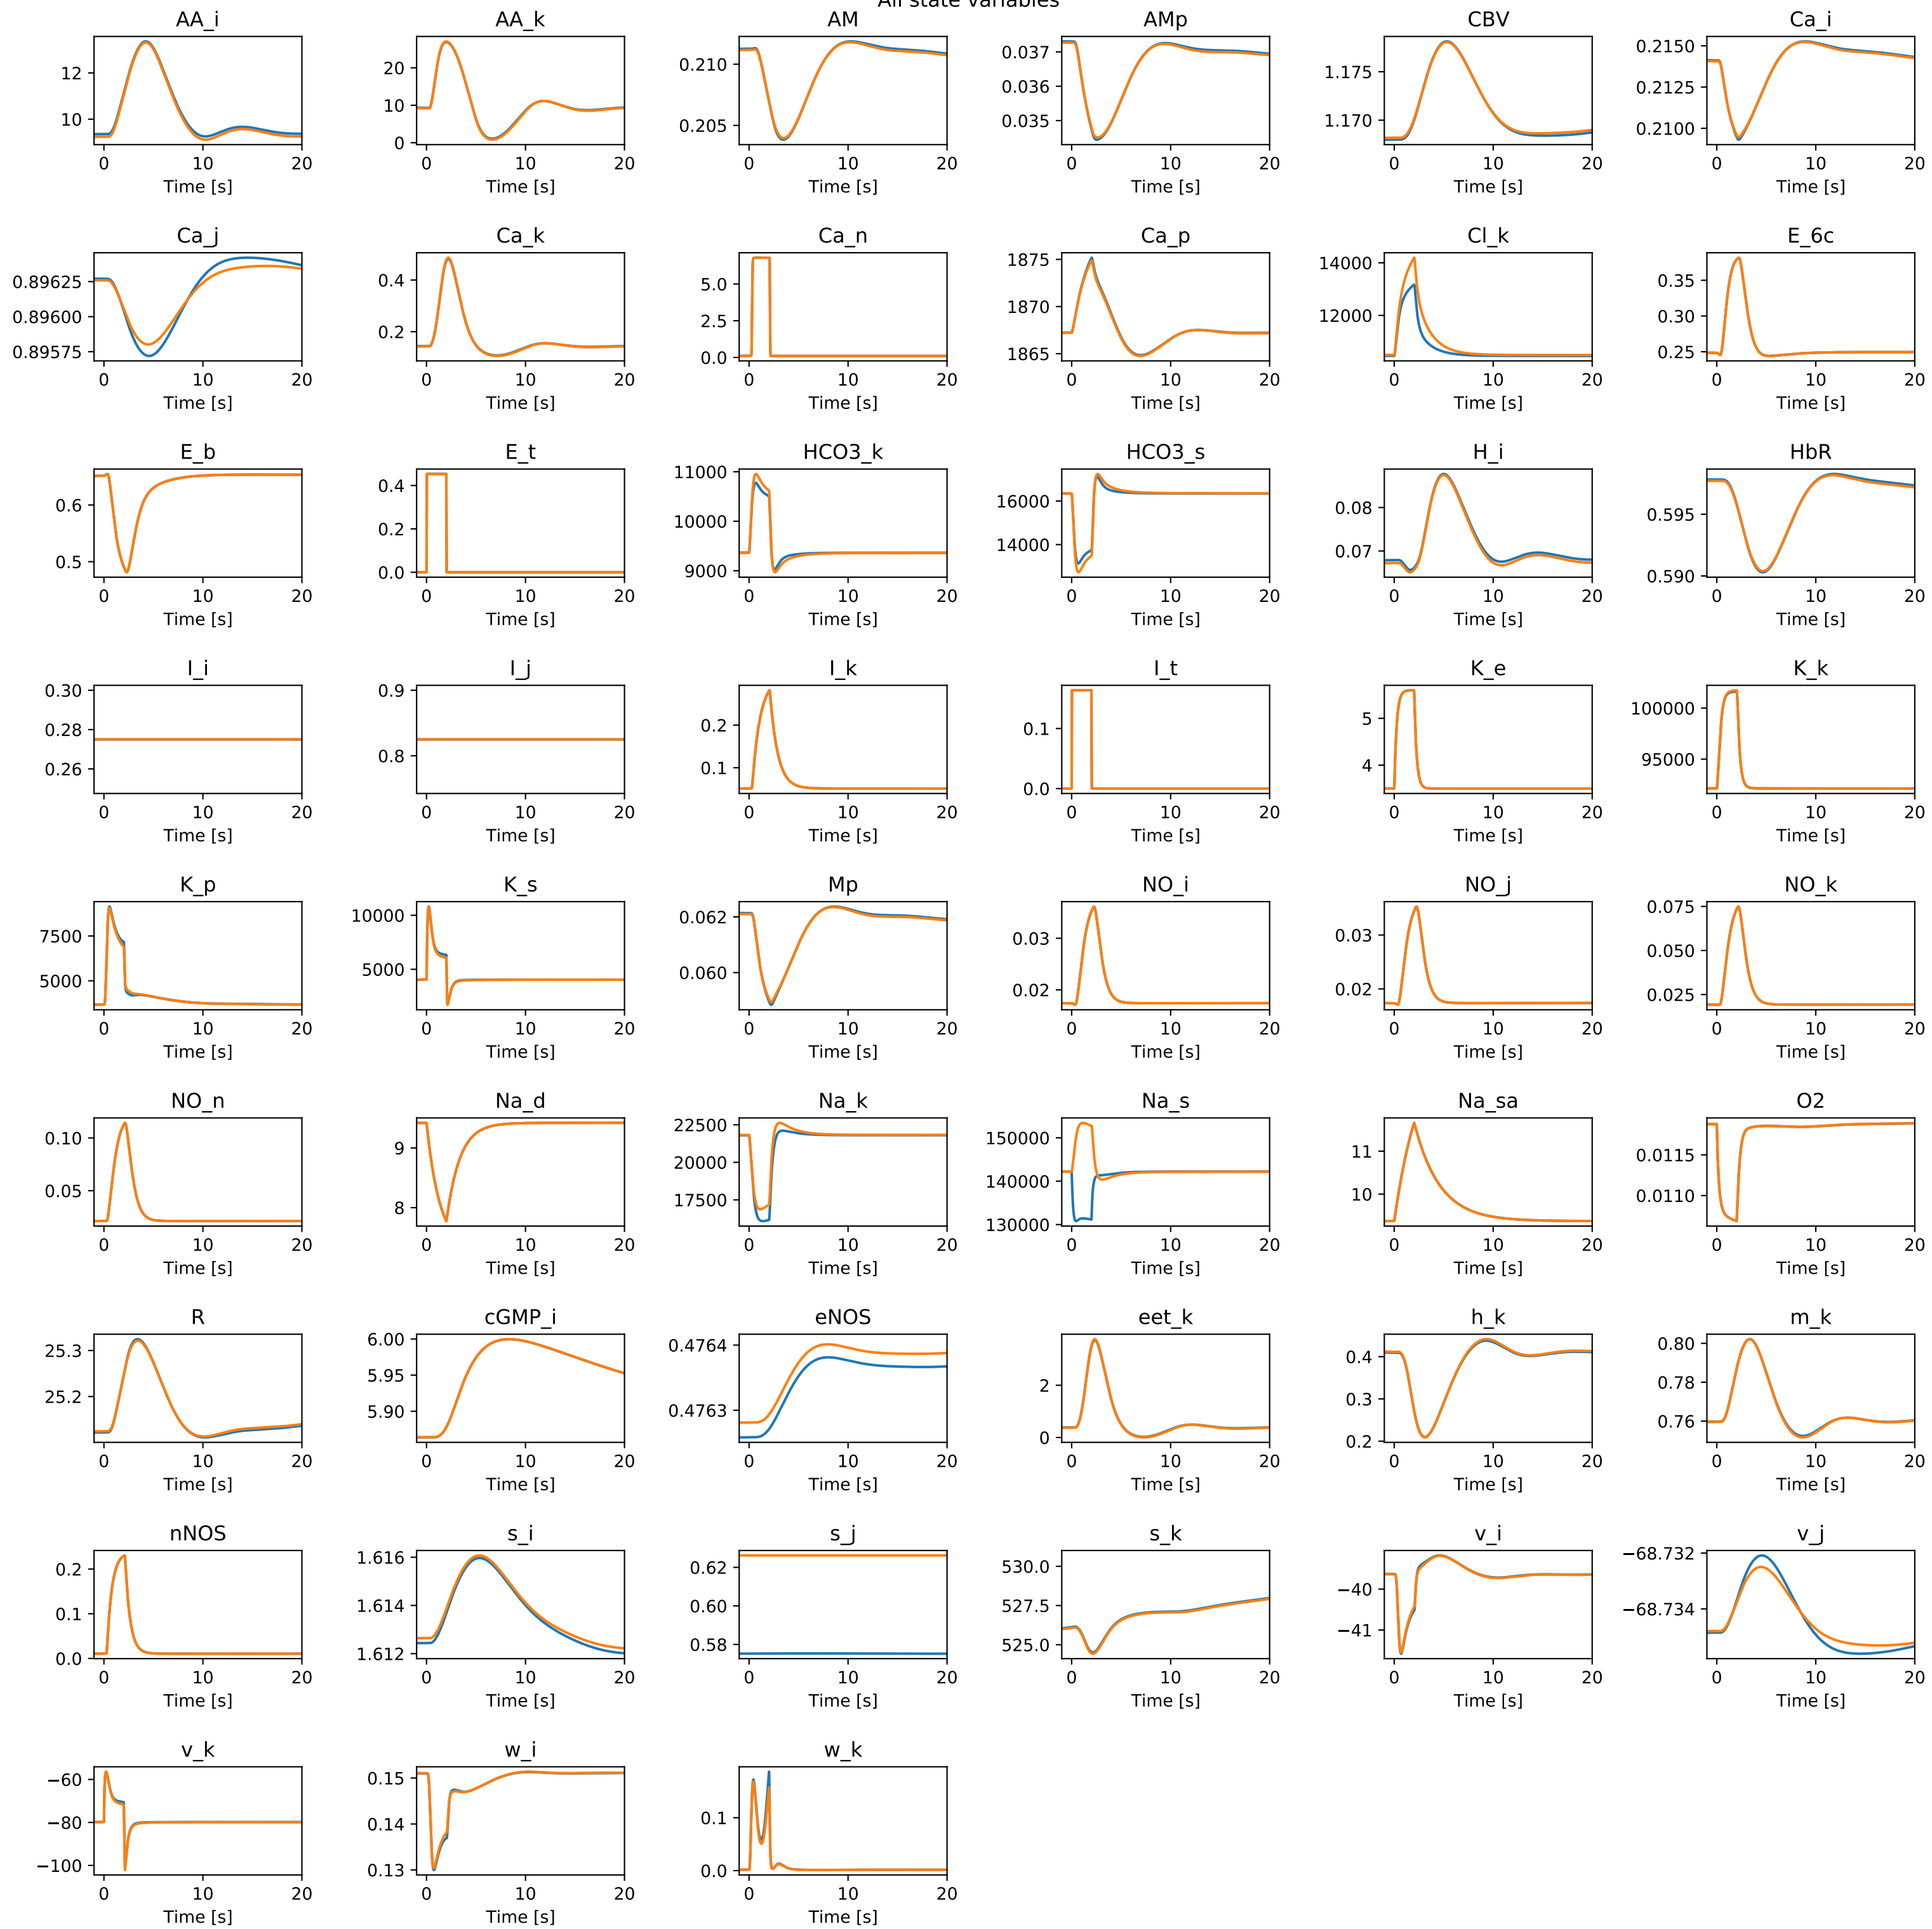 All state variables
AA_i AA_k AM AMp CBV Ca_i
12 10 20 10 0 0.210 0.205 0.037 0.036 0.035 1.175 1.170 0.2150 0.2125 0.2100
0 10 20 0 10 20 0 10 20 0 10 20 0 10 20 0 10 20
Time [s] Time [s] Time [s] Time [s] Time [s] Time [s]
Ca_j Ca_k Ca_n Ca_p Cl_k E_6c
0.89625 0.89600 0.89575 0.4 0.2 5.0 2.5 0.0 1875 1870 1865 14000 12000 0.35 0.30 0.25
0 10 20 0 10 20 0 10 20 0 10 20 0 10 20 0 10 20
Time [s] Time [s] Time [s] Time [s] Time [s] Time [s]
E_b E_t HCO3_k HCO3_s H_i HbR
0.6 0.5 0.4 0.2 0.0 11000 10000 9000 16000 14000 0.08 0.07 0.595 0.590
0 10 20 0 10 20 0 10 20 0 10 20 0 10 20 0 10 20
Time [s] Time [s] Time [s] Time [s] Time [s] Time [s]
I_i I_j I_k I_t K_e K_k
0.30 0.28 0.26 0.9 0.8 0.2 0.1 0.1 0.0 5 4 100000 95000
0 10 20 0 10 20 0 10 20 0 10 20 0 10 20 0 10 20
Time [s] Time [s] Time [s] Time [s] Time [s] Time [s]
K_p K_s Mp NO_i NO_j NO_k
7500 5000 10000 5000 0.062 0.060 0.03 0.02 0.03 0.02 0.075 0.050 0.025
0 10 20 0 10 20 0 10 20 0 10 20 0 10 20 0 10 20
Time [s] Time [s] Time [s] Time [s] Time [s] Time [s]
NO_n Na_d Na_k Na_s Na_sa O2
0.10 0.05 9 8 22500 20000 17500 150000 140000 130000 11 10 0.0115 0.0110
0 10 20 0 10 20 0 10 20 0 10 20 0 10 20 0 10 20
Time [s] Time [s] Time [s] Time [s] Time [s] Time [s]
R cGMP_i eNOS eet_k h_k m_k
25.3 25.2 6.00 5.95 5.90 0.4764 0.4763 2 0 0.4 0.3 0.2 0.80 0.78 0.76
0 10 20 0 10 20 0 10 20 0 10 20 0 10 20 0 10 20
Time [s] Time [s] Time [s] Time [s] Time [s] Time [s]
nNOS s_i s_j s_k v_i v_j
0.2 0.1 0.0 1.616 1.614 1.612 0.62 0.60 0.58 530.0 527.5 525.0 −40 −41 −68.732 −68.734
0 10 20 0 10 20 0 10 20 0 10 20 0 10 20 0 10 20
Time [s] Time [s] Time [s] Time [s] Time [s] Time [s]
v_k w_i w_k
−60 −80 −100 0.15 0.14 0.13 0.1 0.0
0 10 20 0 10 20 0 10 20
Time [s] Time [s] Time [s]